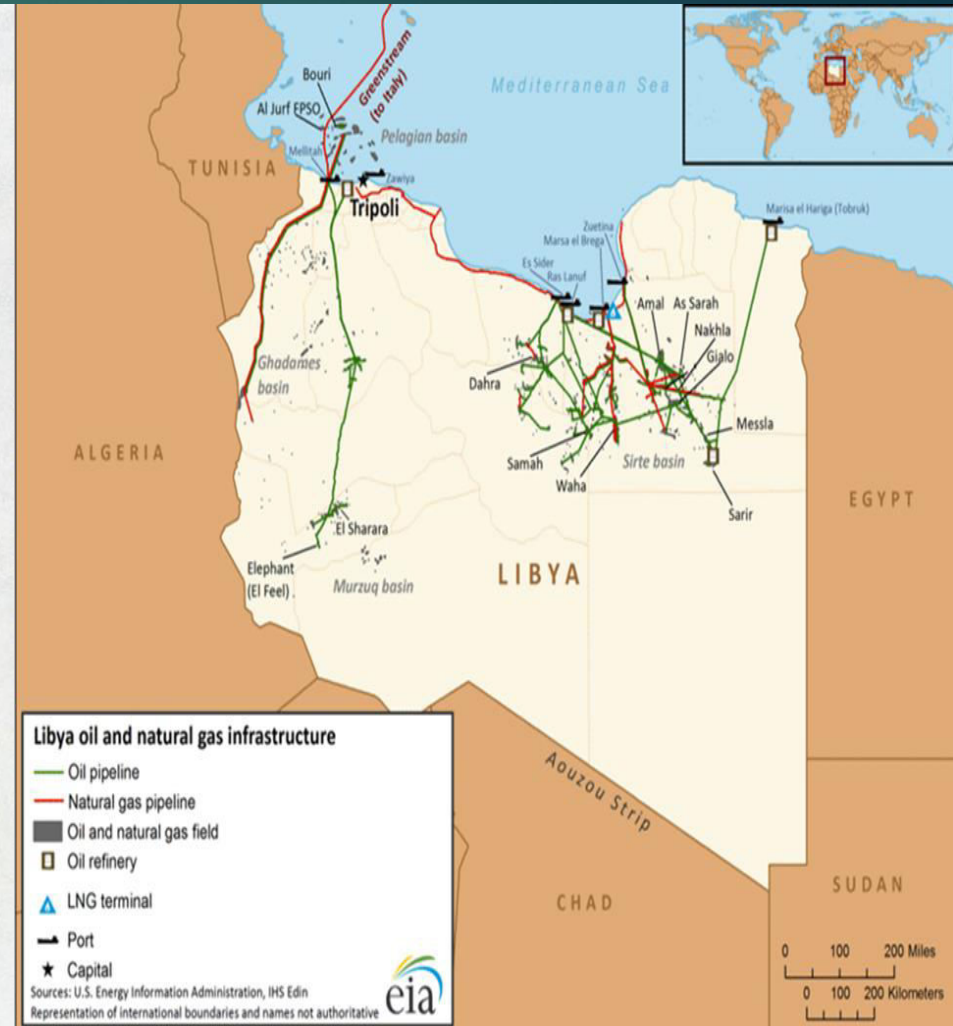 Mediterranean Sea
Greenstream
(to Italy)
Bouri
Al Jurf FPSO
Pelagian basin
Mellitah
TUNISIA
Zawiya
Tripoli
Marisa el Hariga (Tobruk)
Zuetina
Marsa el Brega
Es Sider
Ras Lanuf
Amal
As Sarah
Nakhla
Gialo
Ghadames
basin
Dahra
Messla
ALGERIA
Samah
Sirte basin
Waha
EGYPT
Sarir
El Sharara
Elephant
(El Feel)
Murzuq basin
LIBYA
Aouzou Strip
CHAD
SUDAN
Libya oil and natural gas infrastructure
Oil pipeline
Natural gas pipeline
Oil and natural gas field
Oil refinery
LNG terminal
Port
Capital
Sources: U.S. Energy Information Administration, IHS Edin
Representation of international boundaries and names not authoritative
eia
0 100 200 Miles
0 100 200 Kilometers